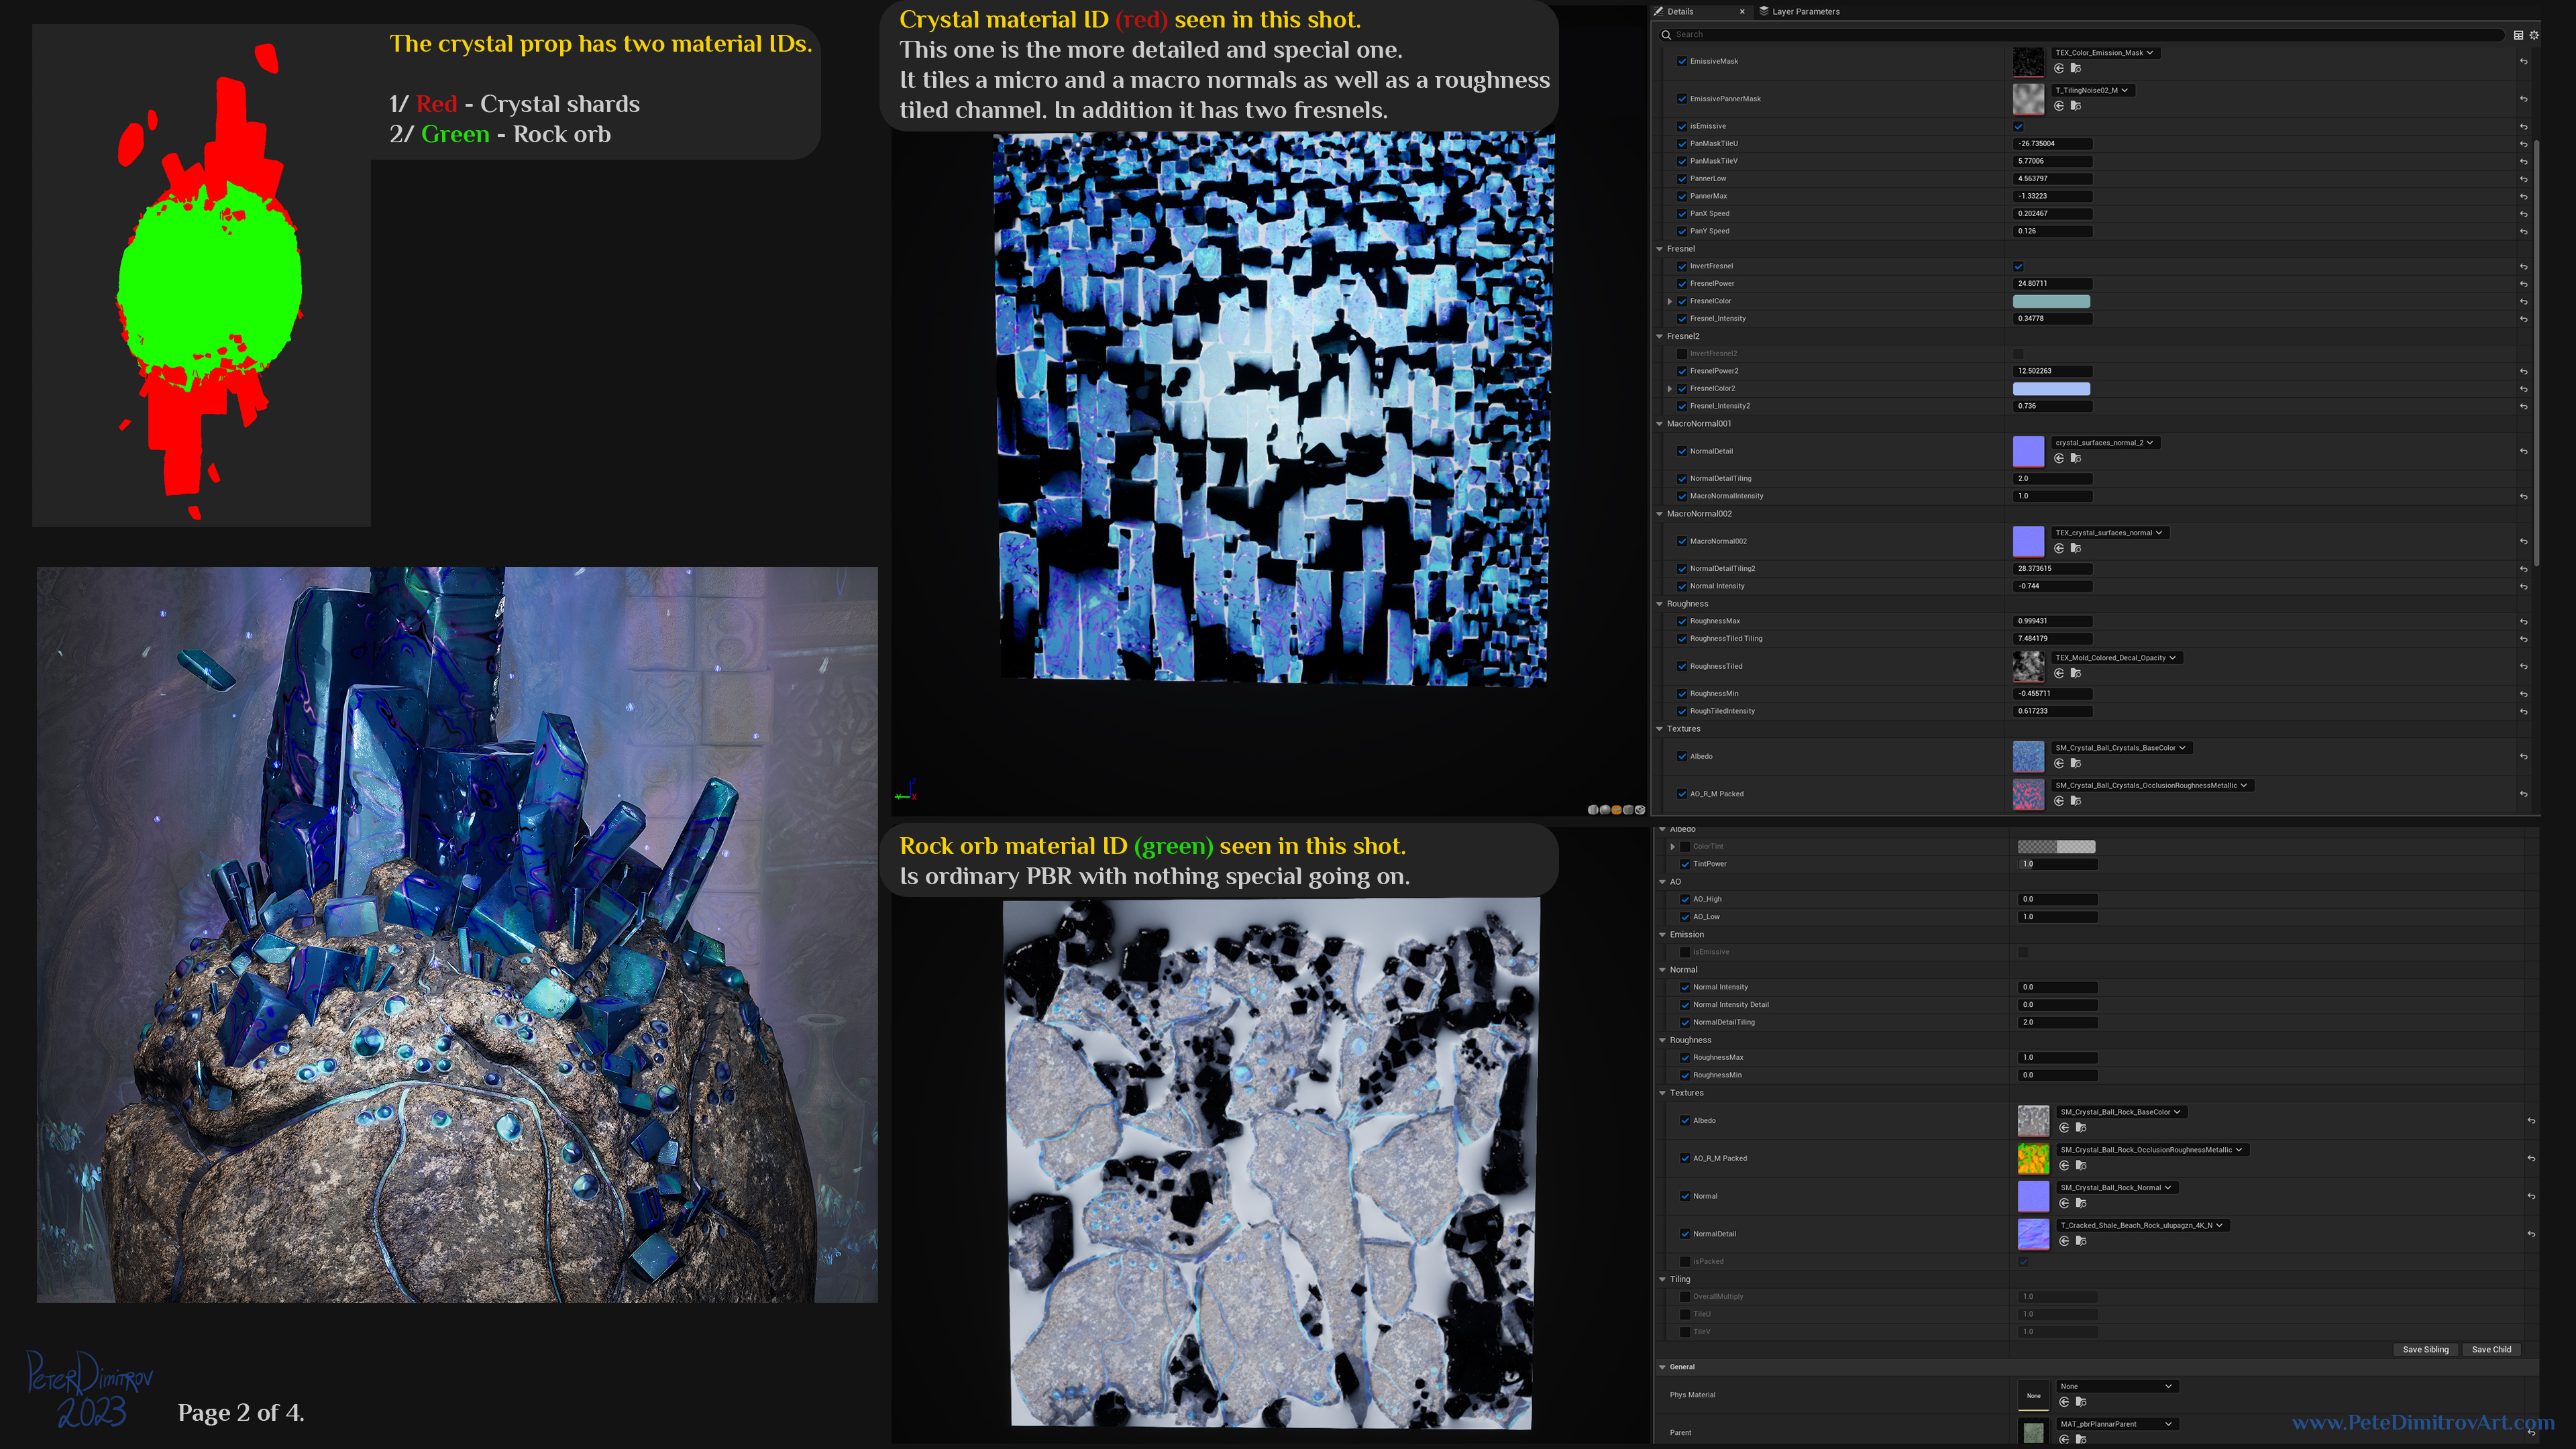 The crystal prop has two material IDs.
1/ Red - Crystal shards
2/ Green - Rock orb
Crystal material ID (red) seen in this shot.
This one is the more detailed and special one.
It tiles a micro and a macro normals as well as a roughness
tiled channel. In addition it has two fresnels.
Details
Layer Parameters
Search
EmissiveMask
TEX_Color_Emission_Mask
EmissivePannerMask
T_TilingNoise02_M
isEmissive
PanMaskTileU
-26.735004
PanMaskTileV
5.77006
PannerLow
4.563797
PannerMax
-1.33223
PanX Speed
0.202467
PanY Speed
0.126
Fresnel
InvertFresnel
FresnelPower
24.80711
FresnelColor
Fresnel_Intensity
0.34778
Fresnel2
InvertFresnel2
FresnelPower2
12.502263
FresnelColor2
Fresnel_Intensity2
0.736
MacroNormal001
NormalDetail
crystal_surfaces_normal_2
NormalDetailTiling
2.0
MacroNormalIntensity
1.0
MacroNormal002
MacroNormal002
TEX_crystal_surfaces_normal
NormalDetailTiling2
28.373615
Normal Intensity
-0.744
Roughness
RoughnessMax
0.999431
RoughnessTiled Tiling
7.484179
RoughnessTiled
TEX_Mold_Colored_Decal_Opacity
RoughnessMin
-0.455711
RoughTiledIntensity
0.617233
Textures
Albedo
SM_Crystal_Ball_Crystals_BaseColor
AO_R_M Packed
SM_Crystal_Ball_Crystals_OcclusionRoughnessMetallic
Rock orb material ID (green) seen in this shot.
Is ordinary PBR with nothing special going on.
Albedo
ColorTint
TintPower
1.0
AO
AO_High
0.0
AO_Low
1.0
Emission
isEmissive
Normal
Normal Intensity
0.0
Normal Intensity Detail
0.0
NormalDetailTiling
2.0
Roughness
RoughnessMax
1.0
RoughnessMin
0.0
Textures
Albedo
SM_Crystal_Ball_Rock_BaseColor
AO_R_M Packed
SM_Crystal_Ball_Rock_OcclusionRoughnessMetallic
Normal
SM_Crystal_Ball_Rock_Normal
NormalDetail
T_Cracked_Shale_Beach_Rock_ulupagzn_4K_N
isPacked
Tiling
OverallMultiply
1.0
TileU
1.0
TileV
1.0
Save Sibling
Save Child
General
Phys Material
None
None
Parent
MAT_pbrPlannarParent
PeterDimitrov
2023
Page 2 of 4.
www.PeteDimitrovArt.com